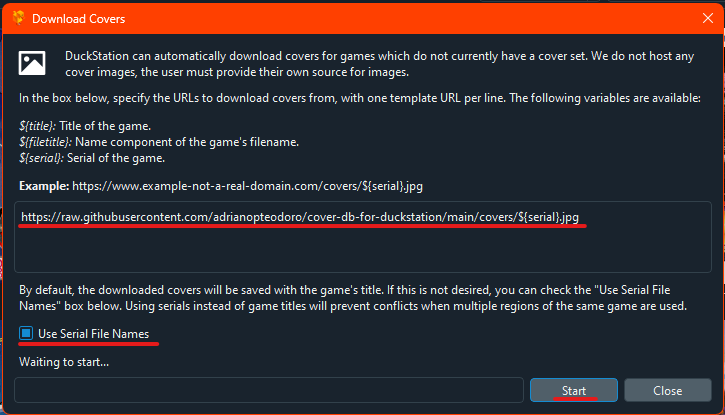 Download Covers
DuckStation can automatically download covers for games which do not currently have a cover set. We do not host any
cover images, the user must provide their own source for images.
In the box below, specify the URLs to download covers from, with one template URL per line. The following variables are available:
${title}: Title of the game.
${filetitle}: Name component of the game's filename.
${serial}: Serial of the game.
Example: https://www.example-not-a-real-domain.com/covers/${serial}.jpg
https://raw.githubusercontent.com/adrianopteodoro/cover-db-for-duckstation/main/covers/${serial}.jpg
By default, the downloaded covers will be saved with the game's title. If this is not desired, you can check the "Use Serial File
Names" box below. Using serials instead of game titles will prevent conflicts when multiple regions of the same game are used.
Use Serial File Names
Waiting to start...
Start
Close